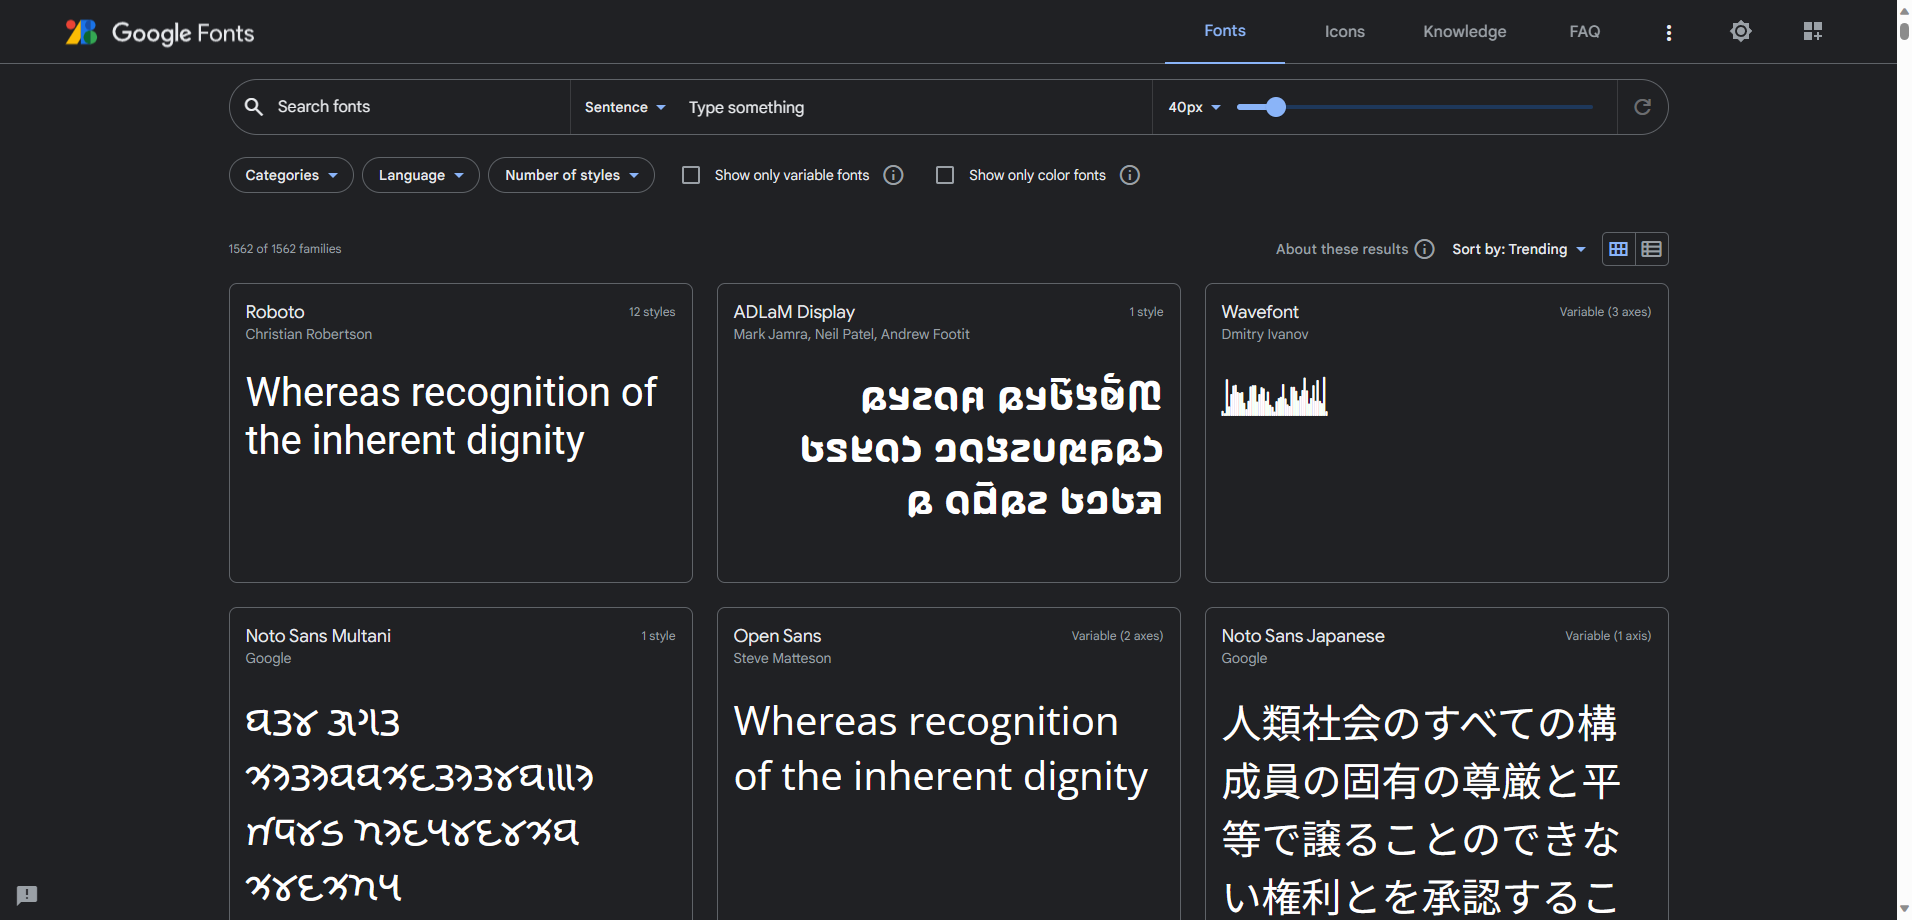 Google Fonts
Fonts
Icons
Knowledge
FAQ
Search fonts
Sentence
Type something
40px
Categories
Language
Number of styles
Show only variable fonts
Show only color fonts
1562 of 1562 families
About these results
Sort by: Trending
Roboto
12 styles
Christian Robertson
Whereas recognition of
the inherent dignity
ADLaM Display
1 style
Mark Jamra, Neil Patel, Andrew Footit
Wavefont
Variable (3 axes)
Dmitry Ivanov
Noto Sans Multani
1 style
Google
Open Sans
Variable (2 axes)
Steve Matteson
Whereas recognition
of the inherent dignity
Noto Sans Japanese
Variable (1 axis)
Google
人類社会のすべての構
成員の固有の尊厳と平
等で譲ることのできな
い権利とを承認するこ